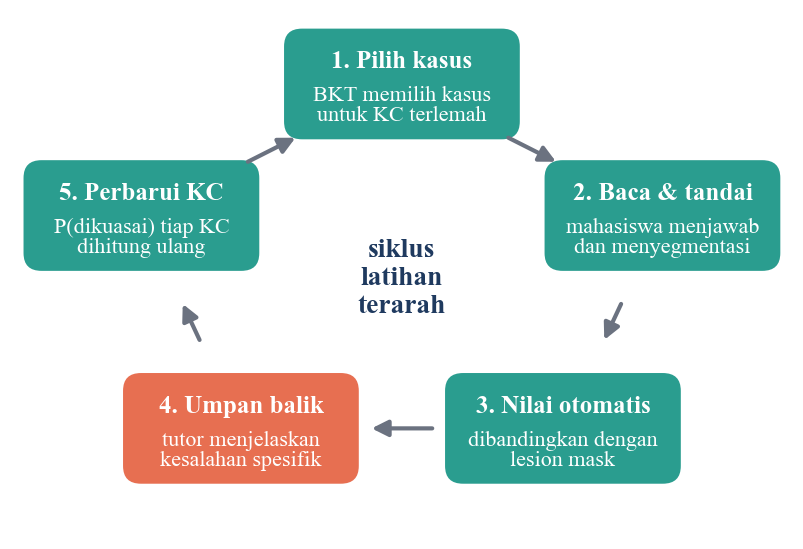 1. Pilih kasus
BKT memilih kasus
untuk KC terlemah
2. Baca & tandai
mahasiswa menjawab
dan menyegmentasi
3. Nilai otomatis
dibandingkan dengan
lesion mask
4. Umpan balik
tutor menjelaskan
kesalahan spesifik
5. Perbarui KC
P(dikuasai) tiap KC
dihitung ulang
siklus
latihan
terarah